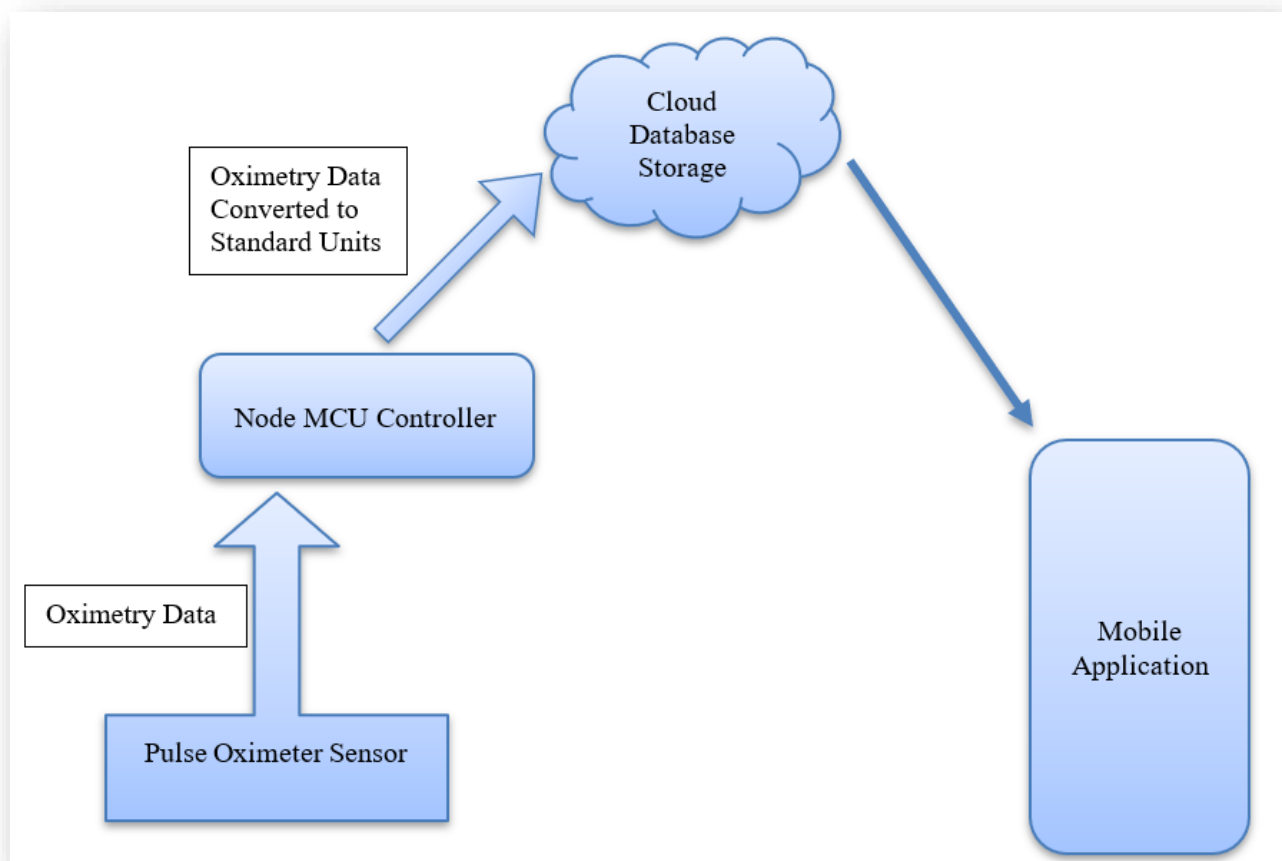 Cloud
Database
Storage
Oximetry Data
Converted to
Standard Units
Node MCU Controller
Oximetry Data
Mobile
Application
Pulse Oximeter Sensor